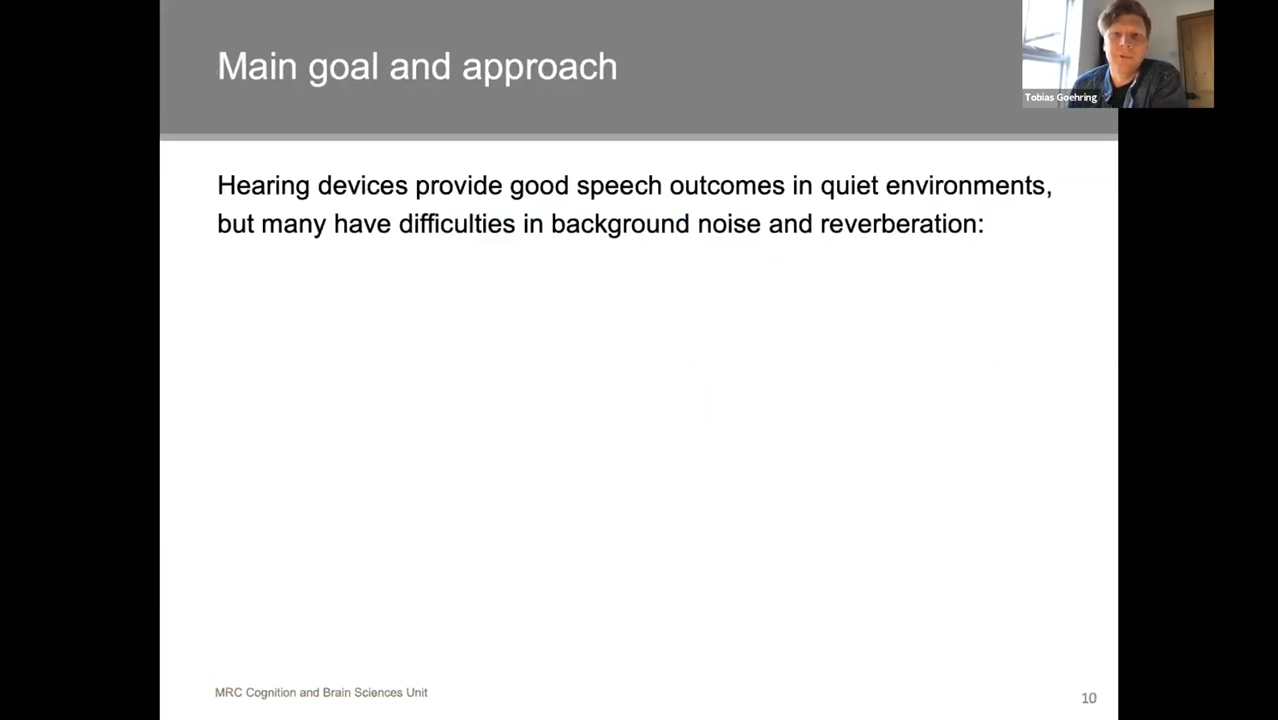 Main goal and approach
Tobias Goehring
Hearing devices provide good speech outcomes in quiet environments,
but many have difficulties in background noise and reverberation:
MRC Cognition and Brain Sciences Unit
10